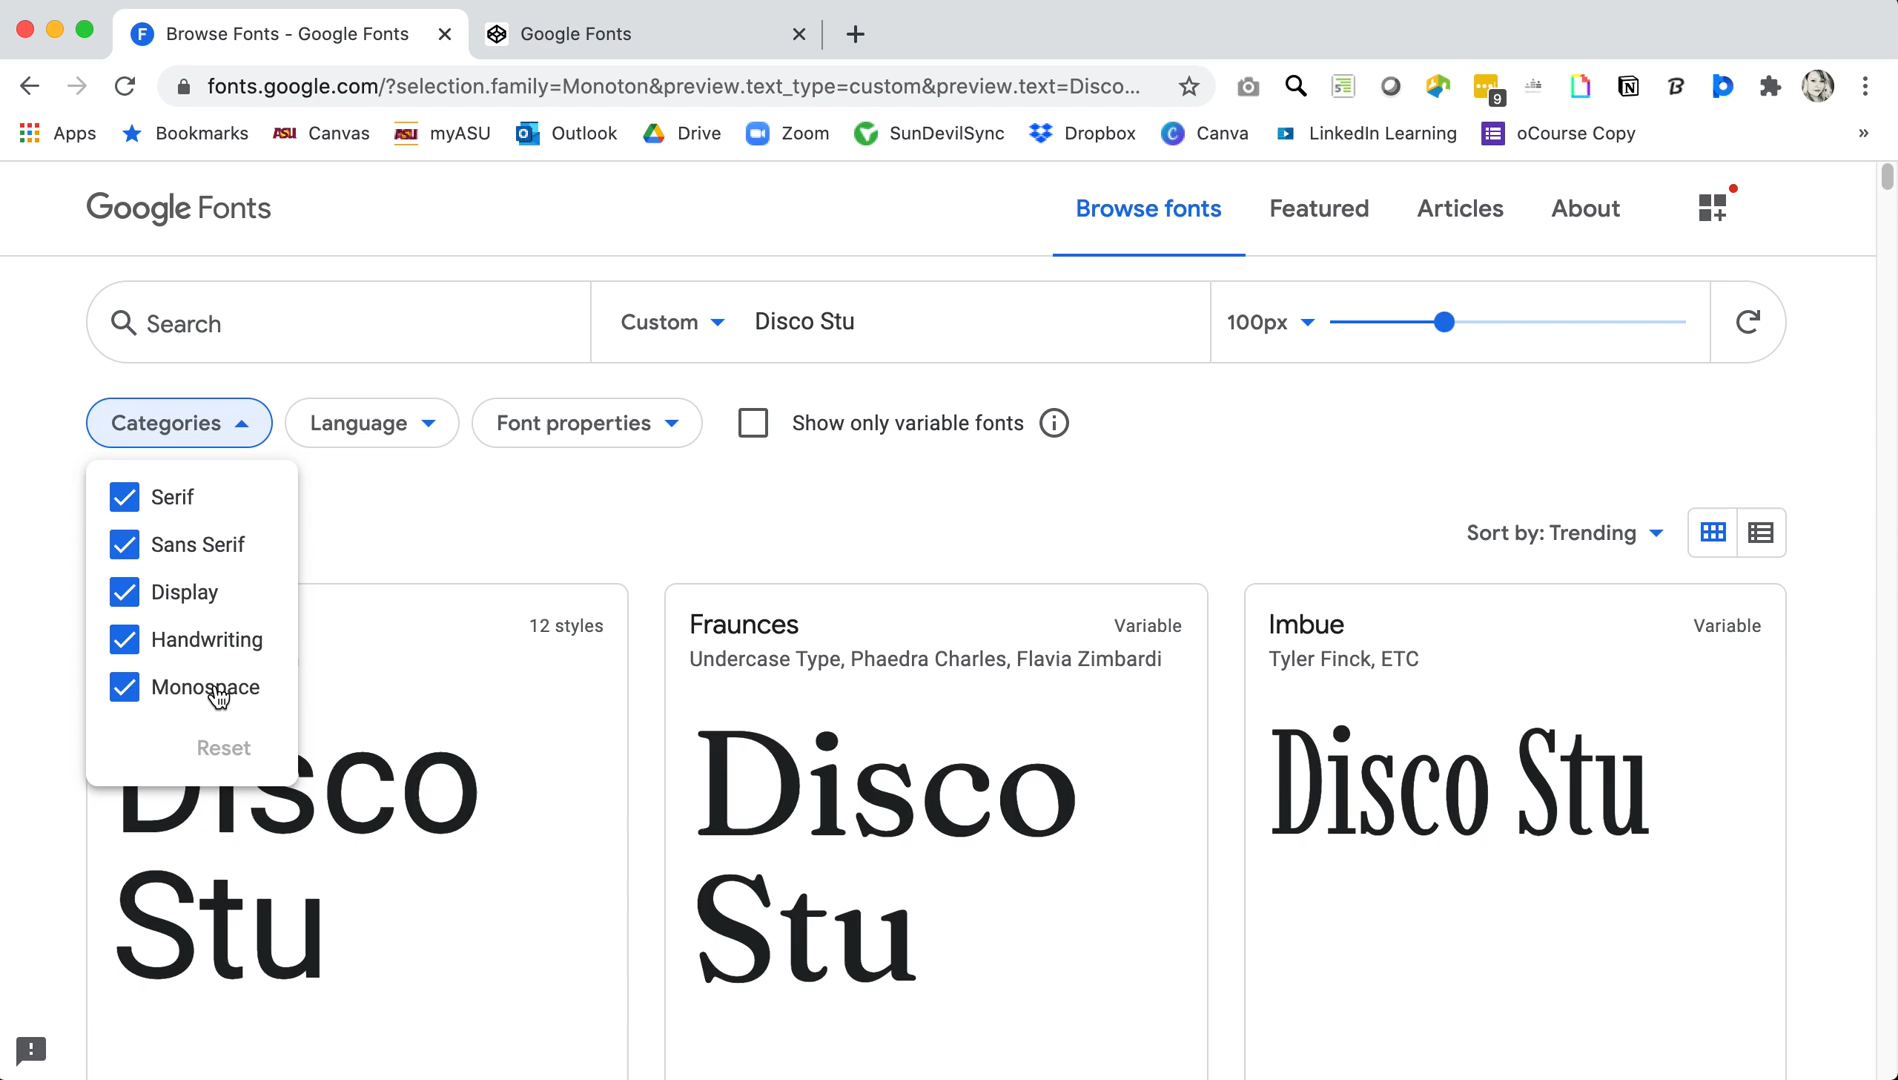 Browse Fonts - Google Fonts
Google Fonts
fonts.google.com/?selection.family=Monoton&preview.text_type=custom&preview.text=Disco...
9
Apps
Bookmarks
ASU Canvas
ASU myASU
Outlook
Drive
Zoom
SunDevilSync
Dropbox
Canva
LinkedIn Learning
oCourse Copy
»
Google Fonts
Browse fonts
Featured
Articles
About
Search
Custom
Disco Stu
100px
Categories
Language
Font properties
Show only variable fonts
Serif
Sans Serif
Display
Handwriting
Monospace
Reset
Sort by: Trending
12 styles
Disco
Stu
Fraunces
Variable
Undercase Type, Phaedra Charles, Flavia Zimbardi
Disco
Stu
Imbue
Variable
Tyler Finck, ETC
Disco Stu